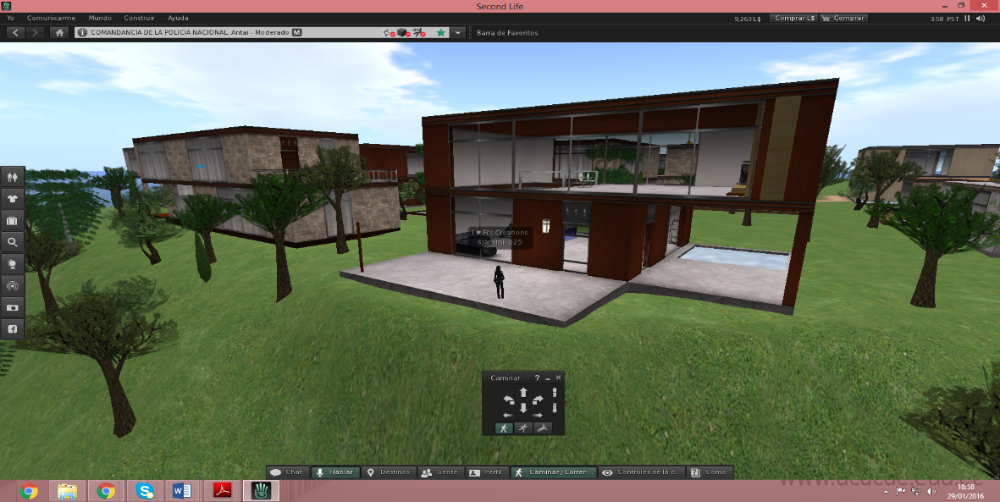 Second Life
Yo Comunicarme Mundo Construir Ayuda 9,263 L$ Comprar L$ Comprar 3:58 PST
COMANDANCIA DE LA POLICIA NACIONAL, Antai - Moderado M Barra de Favoritos
I ♥ Fi's Creations
sjaramill625
Caminar ?
Chat Hablar Destinos Gente Perfil Caminar / Correr ... Controles de la c... Cómo
18:58
29/01/2016